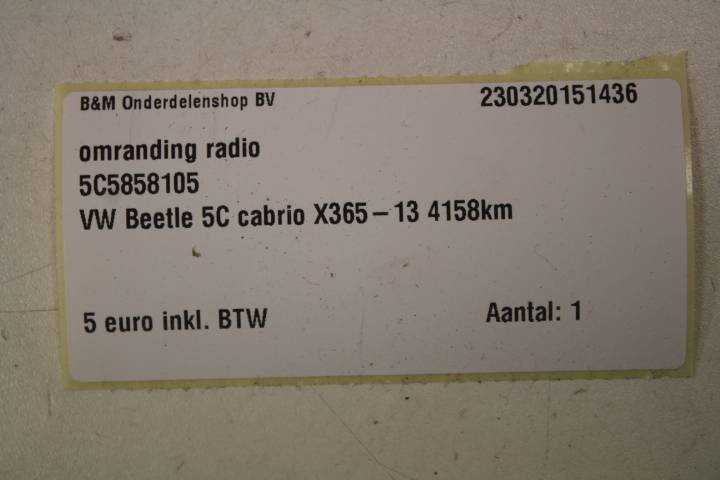 B&M Onderdelenshop BV 230320151436
omranding radio
5C5858105
VW Beetle 5C cabrio X365-13 4158km
5 euro inkl. BTW Aantal: 1